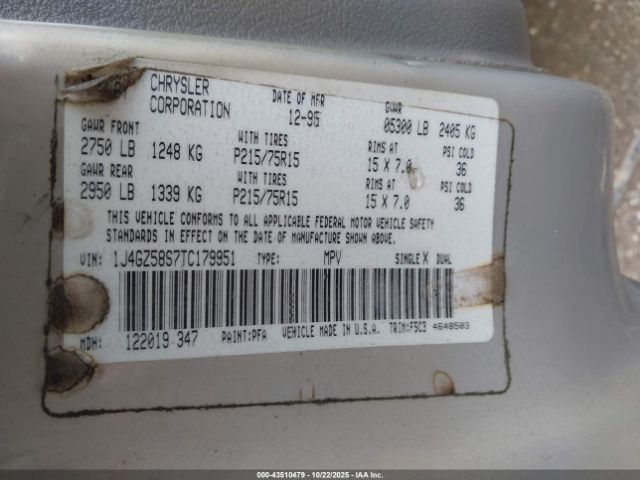 CHRYSLER CORPORATION DATE OF MFR 12-95 GVWR 05300 LB 2405 KG
GAWR FRONT WITH TIRES RIMS AT PSI COLD
2750 LB 1248 KG P215/75R15 15 X 7.0 36
GAWR REAR WITH TIRES RIMS AT PSI COLD
2950 LB 1339 KG P215/75R15 15 X 7.0 36
THIS VEHICLE CONFORMS TO ALL APPLICABLE FEDERAL MOTOR VEHICLE SAFETY
STANDARDS IN EFFECT ON THE DATE OF MANUFACTURE SHOWN ABOVE.
VIN: 1J4GZ58S7TC179951 TYPE: MPV SINGLE X DUAL
MDH: 122019 347 PAINT:PFA VEHICLE MADE IN U.S.A. TRIM:F5C3 4648503
000-43510479 - 10/22/2025 - IAA, Inc.